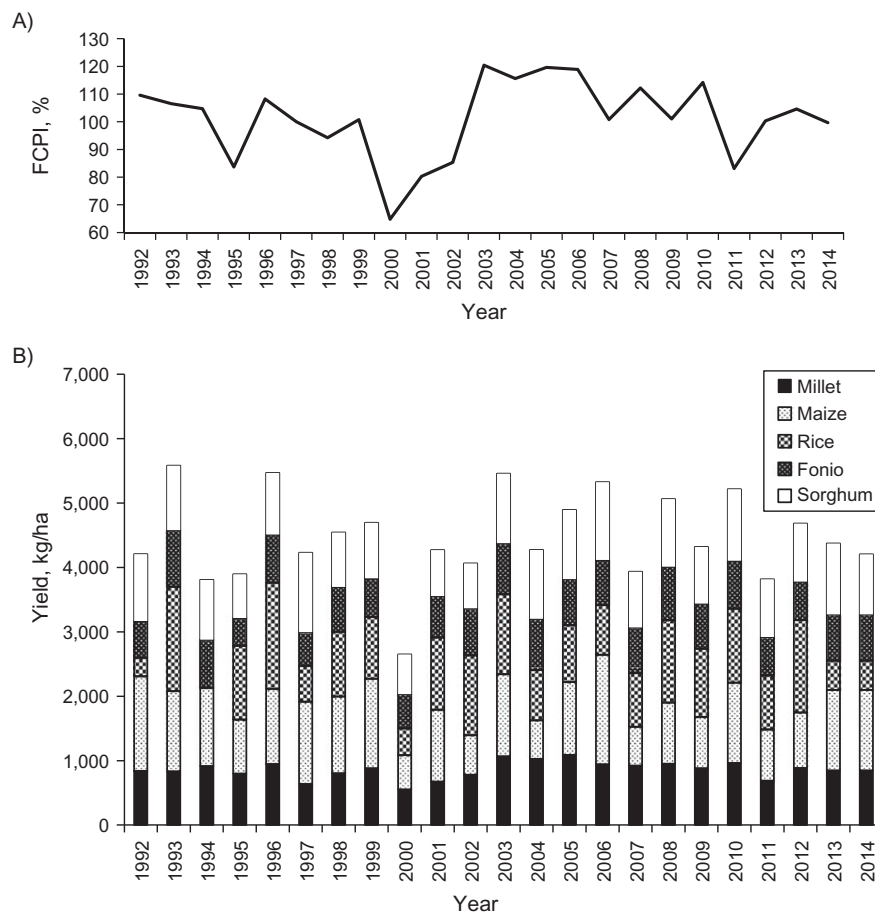 A)
130
120
110
100
90
80
70
60
FCPI, %
1992 1993 1994 1995 1996 1997 1998 1999 2000 2001 2002 2003 2004 2005 2006 2007 2008 2009 2010 2011 2012 2013 2014
Year
B)
7,000
6,000
5,000
4,000
3,000
2,000
1,000
0
Yield, kg/ha
Millet
Maize
Rice
Fonio
Sorghum
1992 1993 1994 1995 1996 1997 1998 1999 2000 2001 2002 2003 2004 2005 2006 2007 2008 2009 2010 2011 2012 2013 2014
Year